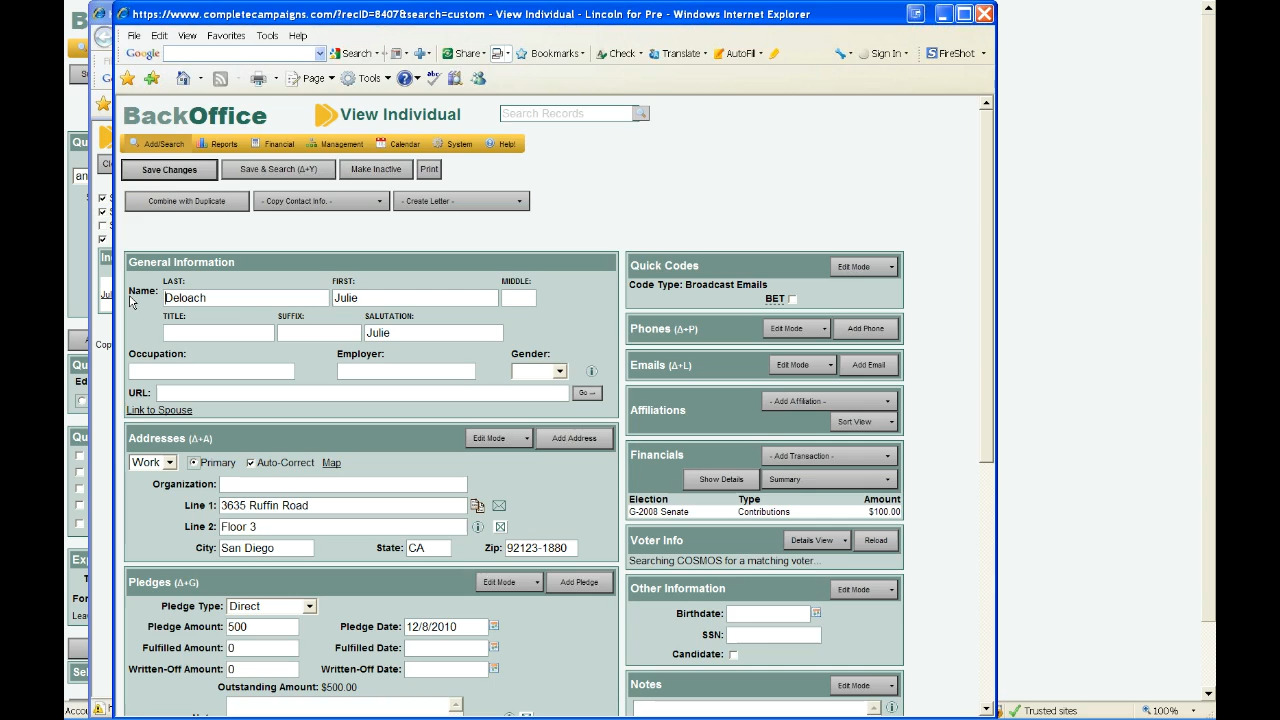 https://www.completecampaigns.com/?recID=8407&search=custom - View Individual - Lincoln for Pre - Windows Internet Explorer
File Edit View Favorites Tools Help
Google Search Share Bookmarks Check Translate AutoFill Sign In FireShot
Page Tools
BackOffice View Individual Search Records
Add/Search Reports Financial Management Calendar System Help!
Save Changes Save & Search (Δ+Y) Make Inactive Print
Combine with Duplicate - Copy Contact Info. - - Create Letter -
General Information
LAST: FIRST: MIDDLE:
Name: Deloach Julie
TITLE: SUFFIX: SALUTATION:
Julie
Occupation: Employer: Gender:
URL: Go →
Link to Spouse
Addresses (Δ+A) Edit Mode Add Address
Work Primary Auto-Correct Map
Organization:
Line 1: 3635 Ruffin Road
Line 2: Floor 3
City: San Diego State: CA Zip: 92123-1880
Pledges (Δ+G) Edit Mode Add Pledge
Pledge Type: Direct
Pledge Amount: 500 Pledge Date: 12/8/2010
Fulfilled Amount: 0 Fulfilled Date:
Written-Off Amount: 0 Written-Off Date:
Outstanding Amount: $500.00
Quick Codes Edit Mode
Code Type: Broadcast Emails
BET
Phones (Δ+P) Edit Mode Add Phone
Emails (Δ+L) Edit Mode Add Email
Affiliations - Add Affiliation -
Sort View
Financials - Add Transaction -
Show Details Summary
Election Type Amount
G-2008 Senate Contributions $100.00
Voter Info Details View Reload
Searching COSMOS for a matching voter...
Other Information Edit Mode
Birthdate:
SSN:
Candidate:
Notes Edit Mode
Trusted sites 100%